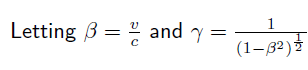 Letting β = v/c and γ = 1/(1−β²)^{1/2}